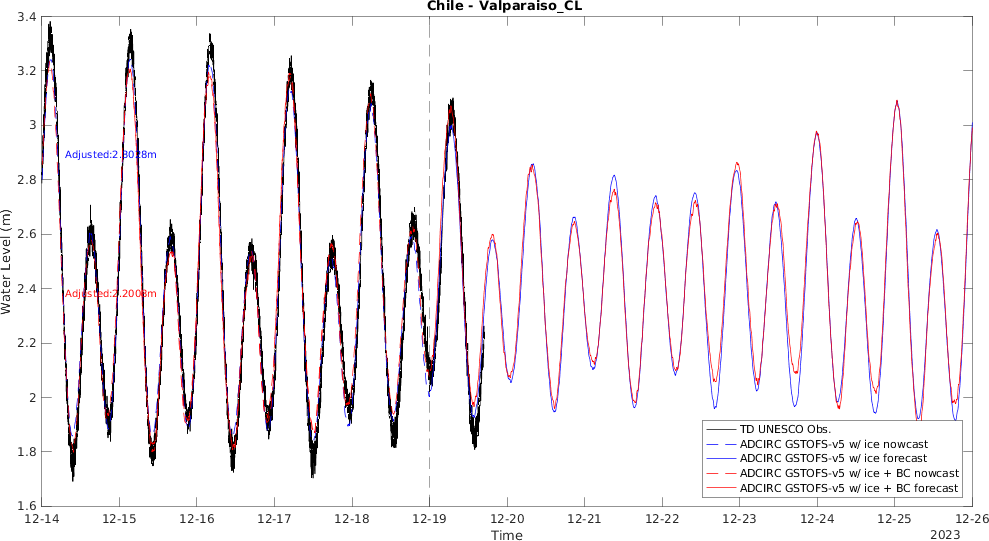 Chile - Valparaiso_CL
3.4
3.2
3
2.8
2.6
2.4
2.2
2
1.8
1.6
Water Level (m)
Adjusted:2.3028m
Adjusted:2.2003m
TD UNESCO Obs.
ADCIRC GSTOFS-v5 w/ ice nowcast
ADCIRC GSTOFS-v5 w/ ice forecast
ADCIRC GSTOFS-v5 w/ ice + BC nowcast
ADCIRC GSTOFS-v5 w/ ice + BC forecast
12-14 12-15 12-16 12-17 12-18 12-19 12-20 12-21 12-22 12-23 12-24 12-25 12-26
Time
2023